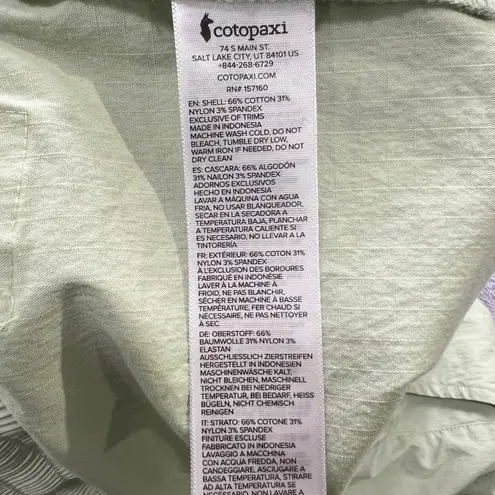 cotopaxi
74 S MAIN ST.
SALT LAKE CITY, UT 84101 US
+844-268-6729
COTOPAXI.COM
RN# 157160
EN: SHELL: 66% COTTON 31%
NYLON 3% SPANDEX
EXCLUSIVE OF TRIMS
MADE IN INDONESIA
MACHINE WASH COLD, DO NOT
BLEACH, TUMBLE DRY LOW,
WARM IRON IF NEEDED, DO NOT
DRY CLEAN
ES: CASCARA: 66% ALGODÓN
31% NAILON 3% SPANDEX
ADORNOS EXCLUSIVOS
HECHO EN INDONESIA
LAVAR A MÁQUINA CON AGUA
FRIA, NO USAR BLANQUEADOR,
SECAR EN LA SECADORA A
TEMPERATURA BAJA, PLANCHAR
A TEMPERATURA CALIENTE SI
ES NECESARIO, NO LLEVAR A LA
TINTORERÍA
FR: EXTÉRIEUR: 66% COTON 31%
NYLON 3% SPANDEX
À L'EXCLUSION DES BORDURES
FABRIQUÉ EN INDONÉSIE
LAVER À LA MACHINE À
FROID, NE PAS BLANCHIR,
SÉCHER EN MACHINE À BASSE
TEMPÉRATURE, FER CHAUD SI
NÉCESSAIRE, NE PAS NETTOYER
À SEC
DE: OBERSTOFF: 66%
BAUMWOLLE 31% NYLON 3%
ELASTAN
AUSSCHLIESSLICH ZIERSTREIFEN
HERGESTELLT IN INDONESIEN
MASCHINENWÄSCHE KALT,
NICHT BLEICHEN, MASCHINELL
TROCKNEN BEI NIEDRIGER
TEMPERATUR, BEI BEDARF, HEISS
BÜGELN, NICHT CHEMISCH
REINIGEN
IT: STRATO: 66% COTONE 31%
NYLON 3% SPANDEX
FINITURE ESCLUSE
FABBRICATO IN INDONESIA
LAVAGGIO A MACCHINA
CON ACQUA FREDDA, NON
CANDEGGIARE, ASCIUGARE A
BASSA TEMPERATURA, STIRARE
AD ALTA TEMPERATURA SE
NECESSARIO, NON LAVARE A